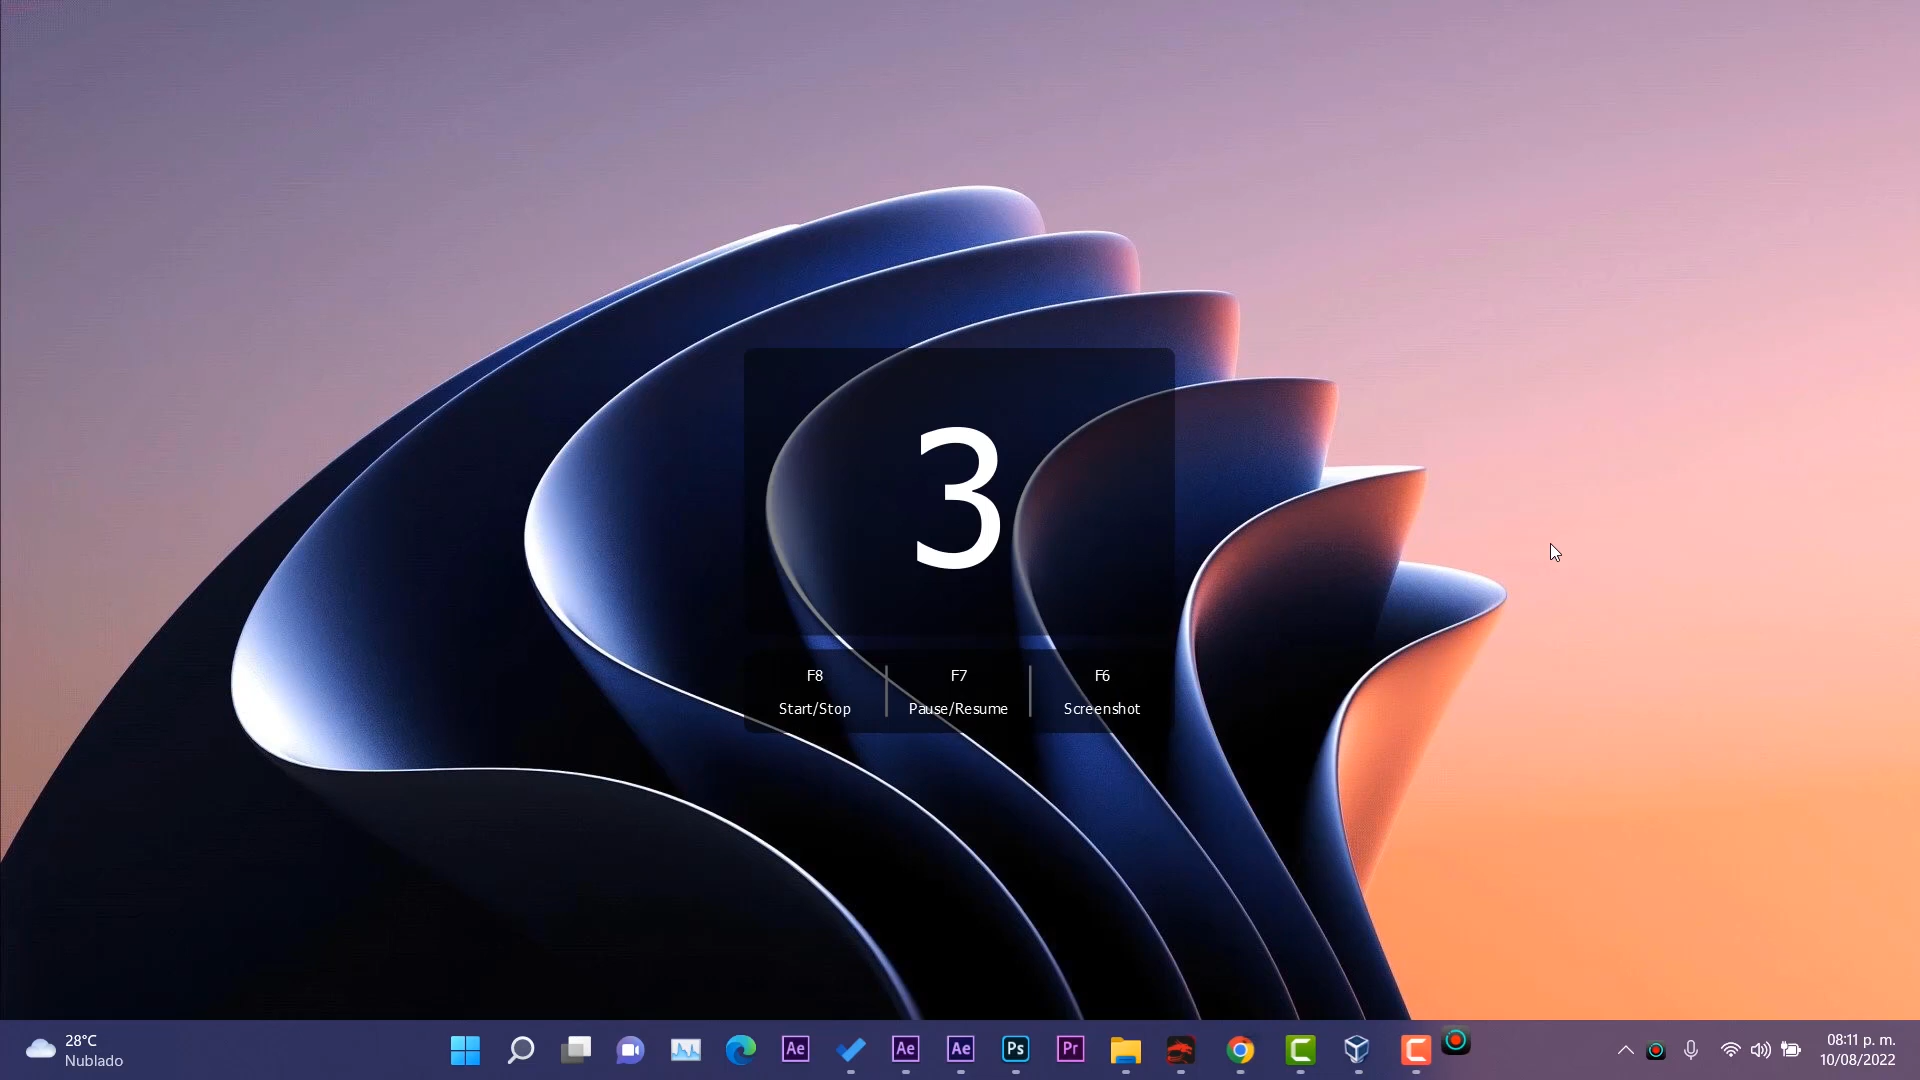 3
F8
Start/Stop
F7
Pause/Resume
F6
Screenshot
28°C
Nublado
Ae
Ae
Ae
Ps
Pr
08:11 p. m.
10/08/2022